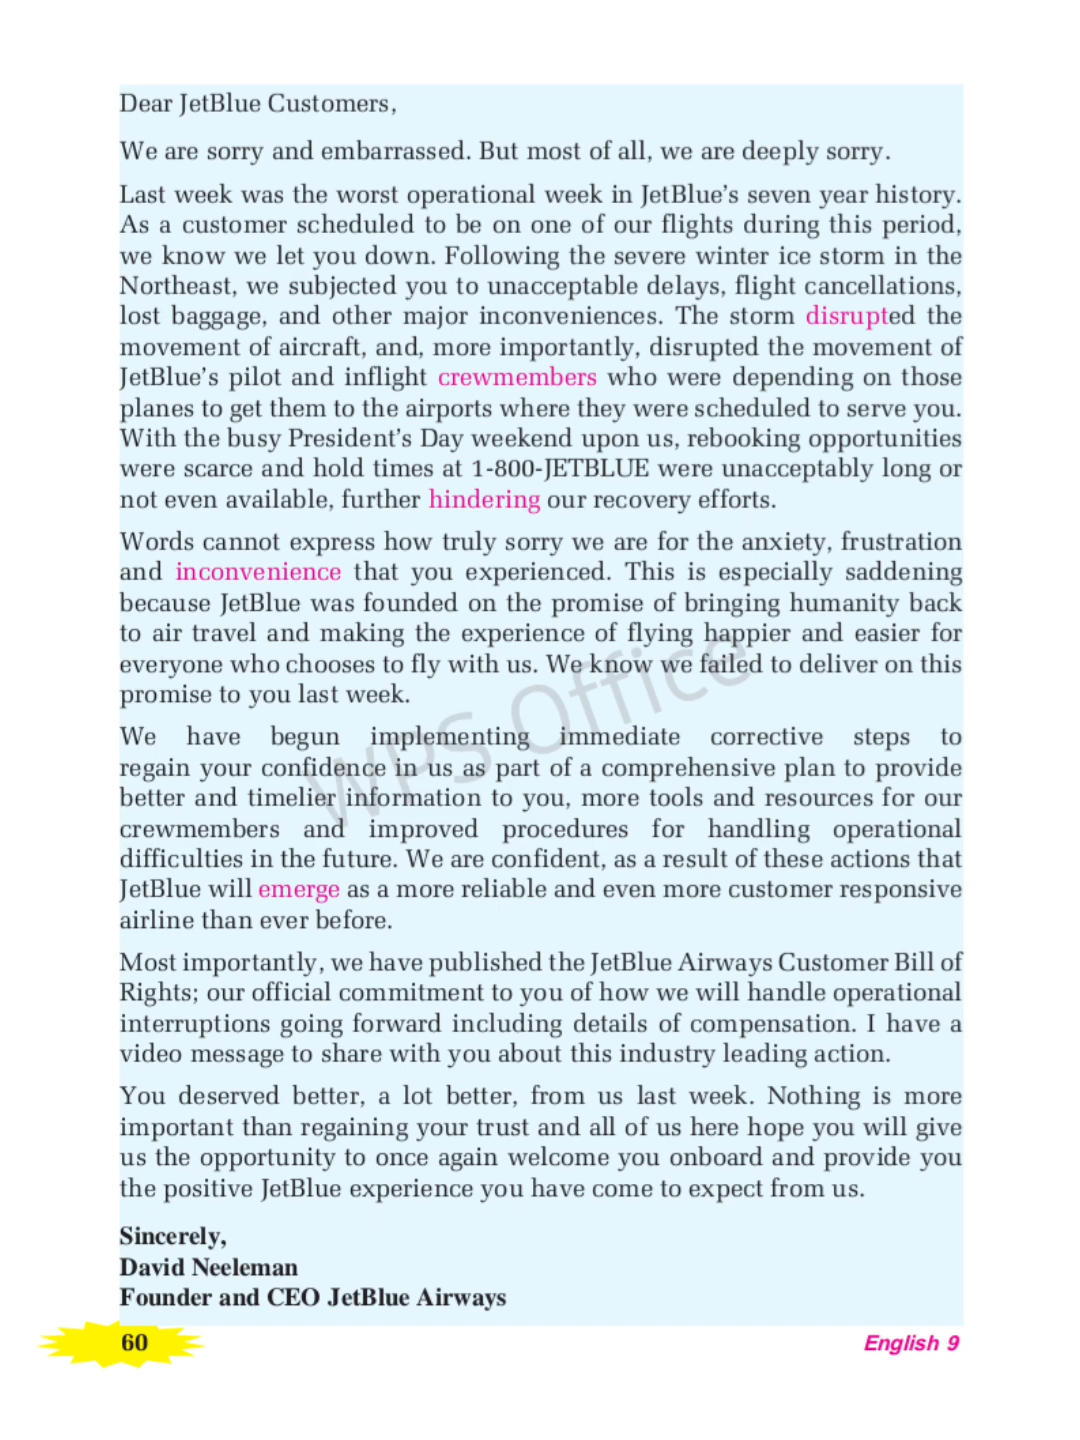 Dear JetBlue Customers,
We are sorry and embarrassed. But most of all, we are deeply sorry.
Last week was the worst operational week in JetBlue's seven year history.
As a customer scheduled to be on one of our flights during this period,
we know we let you down. Following the severe winter ice storm in the
Northeast, we subjected you to unacceptable delays, flight cancellations,
lost baggage, and other major inconveniences. The storm disrupted the
movement of aircraft, and, more importantly, disrupted the movement of
JetBlue's pilot and inflight crewmembers who were depending on those
planes to get them to the airports where they were scheduled to serve you.
With the busy President's Day weekend upon us, rebooking opportunities
were scarce and hold times at 1-800-JETBLUE were unacceptably long or
not even available, further hindering our recovery efforts.
Words cannot express how truly sorry we are for the anxiety, frustration
and inconvenience that you experienced. This is especially saddening
because JetBlue was founded on the promise of bringing humanity back
to air travel and making the experience of flying happier and easier for
everyone who chooses to fly with us. We know we failed to deliver on this
promise to you last week.
We have begun implementing immediate corrective steps to
regain your confidence in us as part of a comprehensive plan to provide
better and timelier information to you, more tools and resources for our
crewmembers and improved procedures for handling operational
difficulties in the future. We are confident, as a result of these actions that
JetBlue will emerge as a more reliable and even more customer responsive
airline than ever before.
Most importantly, we have published the JetBlue Airways Customer Bill of
Rights; our official commitment to you of how we will handle operational
interruptions going forward including details of compensation. I have a
video message to share with you about this industry leading action.
You deserved better, a lot better, from us last week. Nothing is more
important than regaining your trust and all of us here hope you will give
us the opportunity to once again welcome you onboard and provide you
the positive JetBlue experience you have come to expect from us.
Sincerely,
David Neeleman
Founder and CEO JetBlue Airways
60
English 9
WPS Office